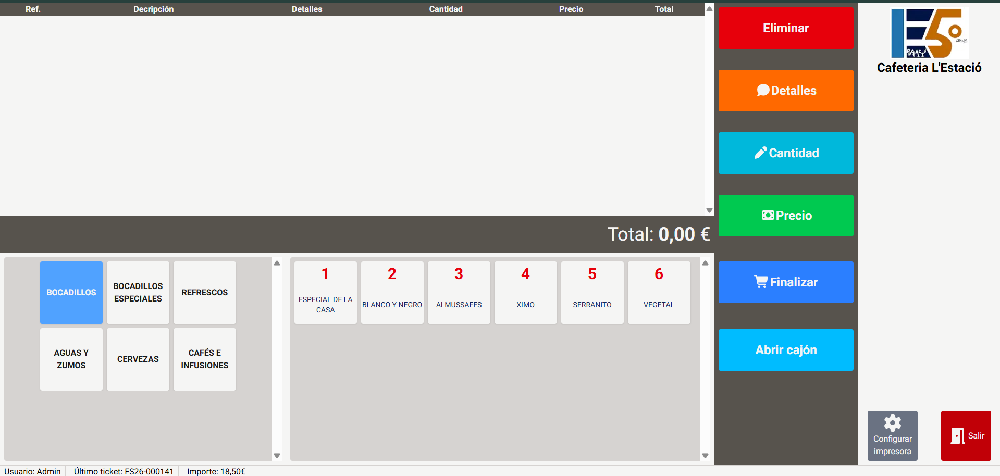 Ref. Decripción Detalles Cantidad Precio Total
Eliminar
Detalles
Cantidad
Precio
Total: 0,00 €
Finalizar
Abrir cajón
BOCADILLOS
BOCADILLOS
ESPECIALES
REFRESCOS
AGUAS Y
ZUMOS
CERVEZAS
CAFÉS E
INFUSIONES
1
ESPECIAL DE LA
CASA
2
BLANCO Y NEGRO
3
ALMUSSAFES
4
XIMO
5
SERRANITO
6
VEGETAL
E5º
anys
Cafeteria L'Estació
Configurar
impresora
Salir
Usuario: Admin Último ticket: FS26-000141 Importe: 18,50€